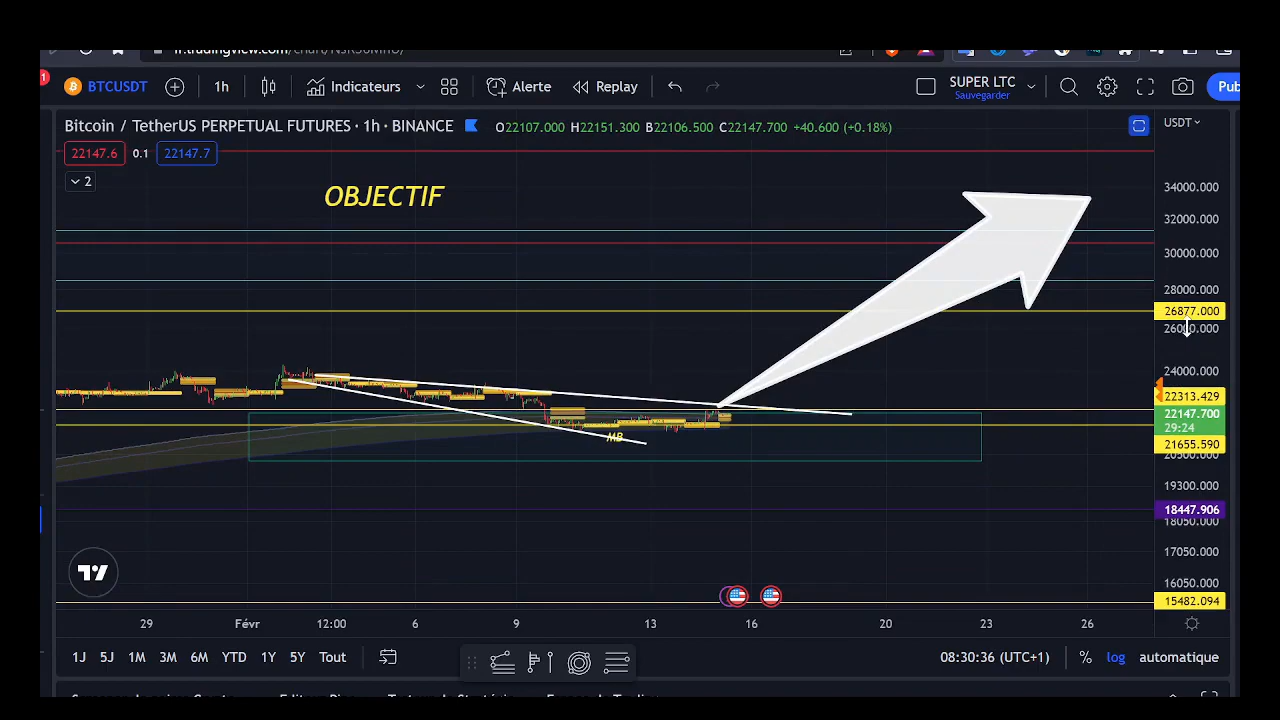 BTCUSDT 1h Indicateurs Alerte Replay SUPER LTC Pub
Sauvegarder
Bitcoin / TetherUS PERPETUAL FUTURES · 1h · BINANCE O22107.000 H22151.300 B22106.500 C22147.700 +40.600 (+0.18%) USDT
22147.6 0.1 22147.7
2
OBJECTIF
34000.000
32000.000
30000.000
28000.000
26877.000
26000.000
24000.000
22313.429
22147.700
29:24
21655.590
MB
20500.000
19300.000
18447.906
18050.000
17050.000
16050.000
15482.094
29 Févr 12:00 6 9 13 16 20 23 26
1J 5J 1M 3M 6M YTD 1Y 5Y Tout 08:30:36 (UTC+1) % log automatique